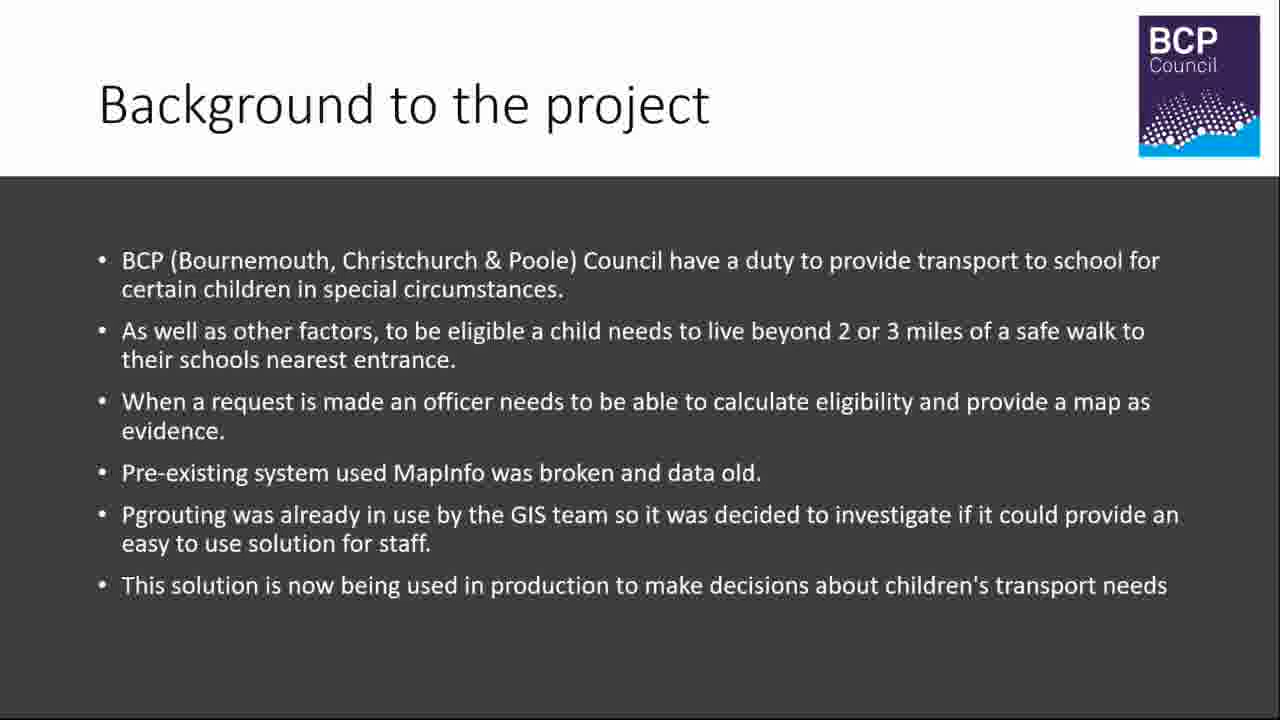 Background to the project
BCP
Council
• BCP (Bournemouth, Christchurch & Poole) Council have a duty to provide transport to school for
certain children in special circumstances.
• As well as other factors, to be eligible a child needs to live beyond 2 or 3 miles of a safe walk to
their schools nearest entrance.
• When a request is made an officer needs to be able to calculate eligibility and provide a map as
evidence.
• Pre-existing system used MapInfo was broken and data old.
• Pgrouting was already in use by the GIS team so it was decided to investigate if it could provide an
easy to use solution for staff.
• This solution is now being used in production to make decisions about children's transport needs